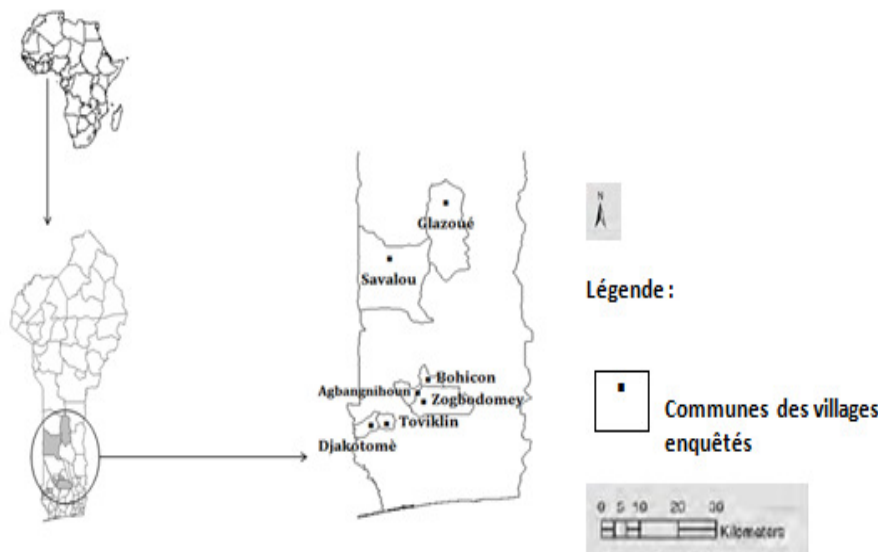 Glazoué
Savalou
Bohicon
Agbangnihoun
Zogbodomey
Toviklin
Djakotomè
N
Légende :
Communes des villages
enquêtés
0 5 10 20 30
Kilometers